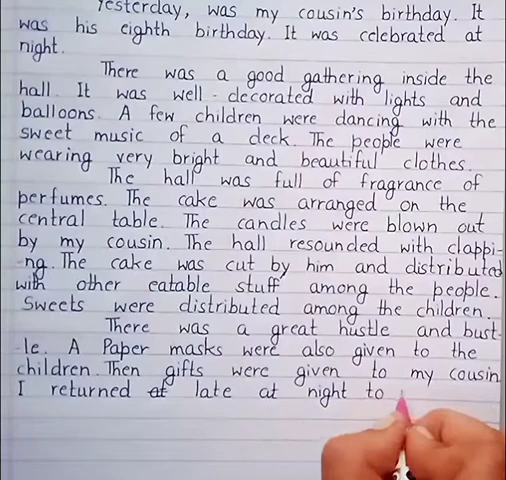 Yesterday, was my cousin's birthday. It
was his eighth birthday. It was celebrated at
night.
There was a good gathering inside the
hall. It was well-decorated with lights and
balloons. A few children were dancing with the
sweet music of a deck. The people were
wearing very bright and beautiful clothes.
The hall was full of fragrance of
perfumes. The cake was arranged on the
central table. The candles were blown out
by my cousin. The hall resounded with clappi-
-ng. The cake was cut by him and distributed
with other eatable stuff among the people.
Sweets were distributed among the children.
There was a great hustle and bust-
-le. A Paper masks were also given to the
children. Then gifts were given to my cousin
I returned at late at night to